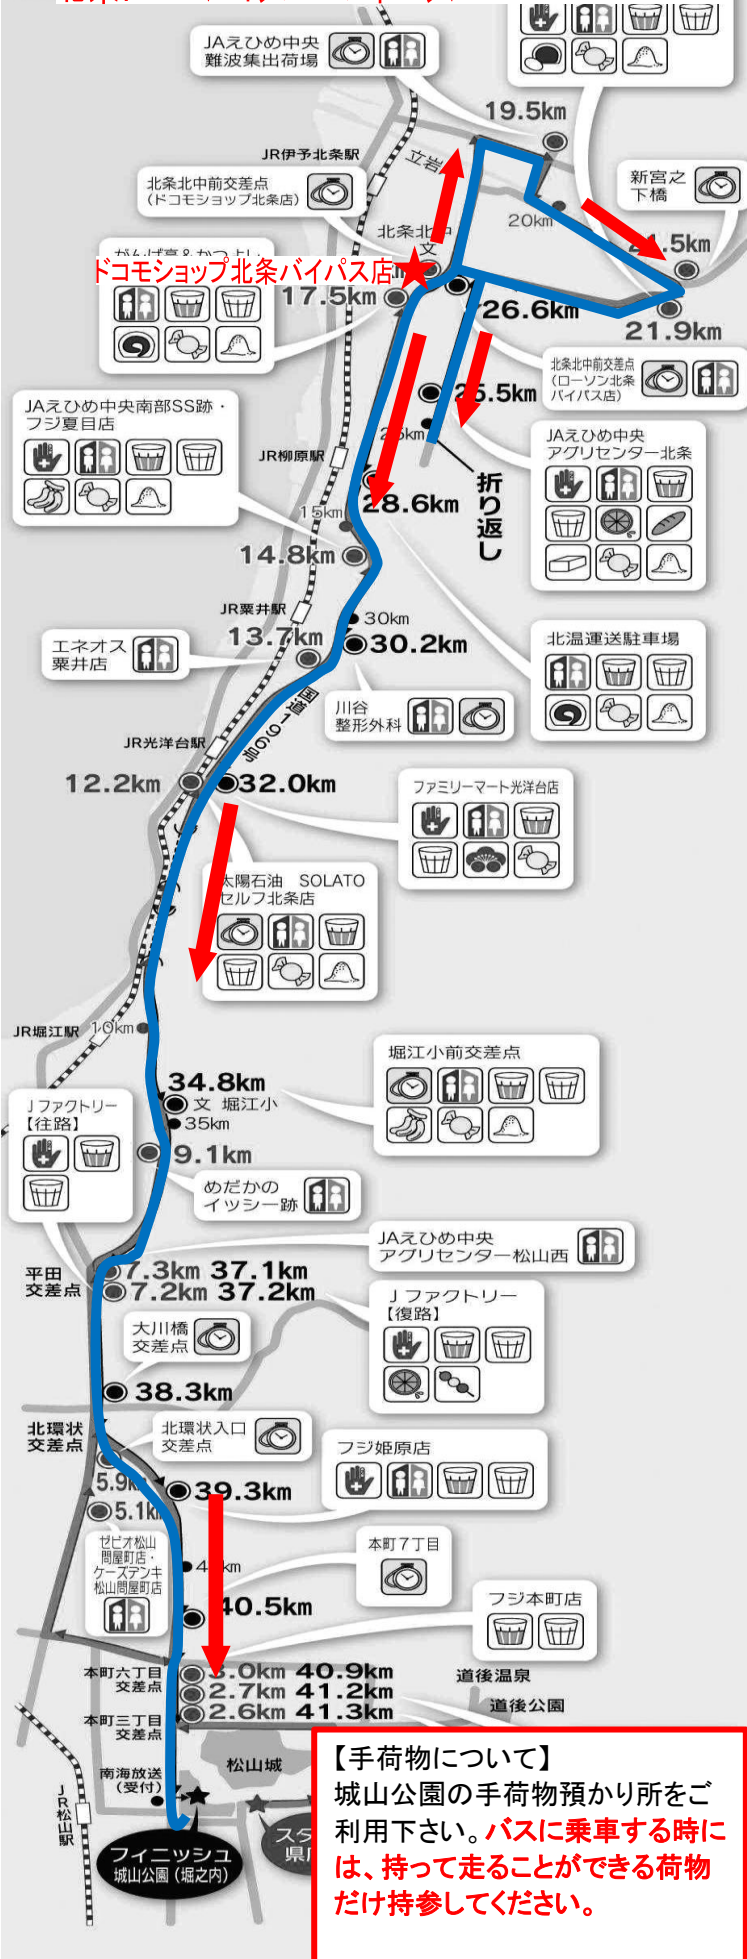 JAえひめ中央
難波集出荷場
19.5km
JR伊予北条駅
立岩
北条北中前交差点
(ドコモショップ北条店)
新宮之
下橋
20km
北条北中
文
21.5km
ドコモショップ北条バイパス店
17.5km
26.6km
21.9km
北条北中前交差点
(ローソン北条
バイパス店)
25.5km
JAえひめ中央南部SS跡・
フジ夏目店
25km
JAえひめ中央
アグリセンター北条
JR柳原駅
折り返し
28.6km
15km
14.8km
JR粟井駅
30km
13.7km
30.2km
エネオス
粟井店
北温運送駐車場
国道196号
川谷
整形外科
JR光洋台駅
12.2km
32.0km
ファミリーマート光洋台店
太陽石油 SOLATO
セルフ北条店
JR堀江駅
10km
堀江小前交差点
34.8km
文 堀江小
35km
Jファクトリー
【往路】
9.1km
めだかの
イッシー跡
JAえひめ中央
アグリセンター松山西
平田
交差点
7.3km 37.1km
7.2km 37.2km
Jファクトリー
【復路】
大川橋
交差点
38.3km
北環状
交差点
北環状入口
交差点
フジ姫原店
5.9km
39.3km
5.1km
ゼビオ松山
問屋町店・
ケーズデンキ
松山問屋町店
本町7丁目
40.5km
フジ本町店
本町六丁目
交差点
3.0km 40.9km
2.7km 41.2km
2.6km 41.3km
道後温泉
道後公園
本町三丁目
交差点
松山城
南海放送
(受付)
JR松山駅
フィニッシュ
城山公園(堀之内)
【手荷物について】
城山公園の手荷物預かり所をご
利用下さい。バスに乗車する時に
は、持って走ることができる荷物
だけ持参してください。